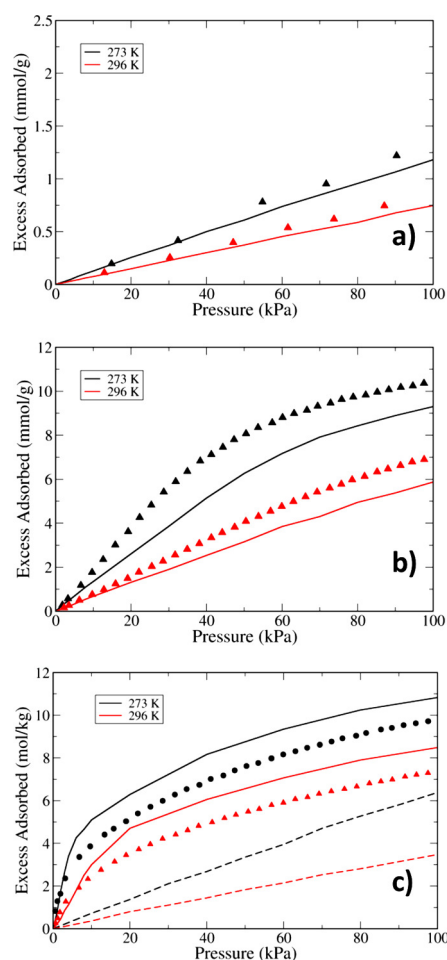 2.5
2
1.5
1
0.5
0
273 K
296 K
Excess Adsorbed (mmol/g)
a)
0 20 40 60 80 100
Pressure (kPa)
12
10
8
6
4
2
0
273 K
296 K
Excess Adsorbed (mmol/g)
b)
0 20 40 60 80 100
Pressure (kPa)
12
10
8
6
4
2
0
273 K
296 K
Excess Adsorbed (mol/kg)
c)
0 20 40 60 80 100
Pressure (kPa)